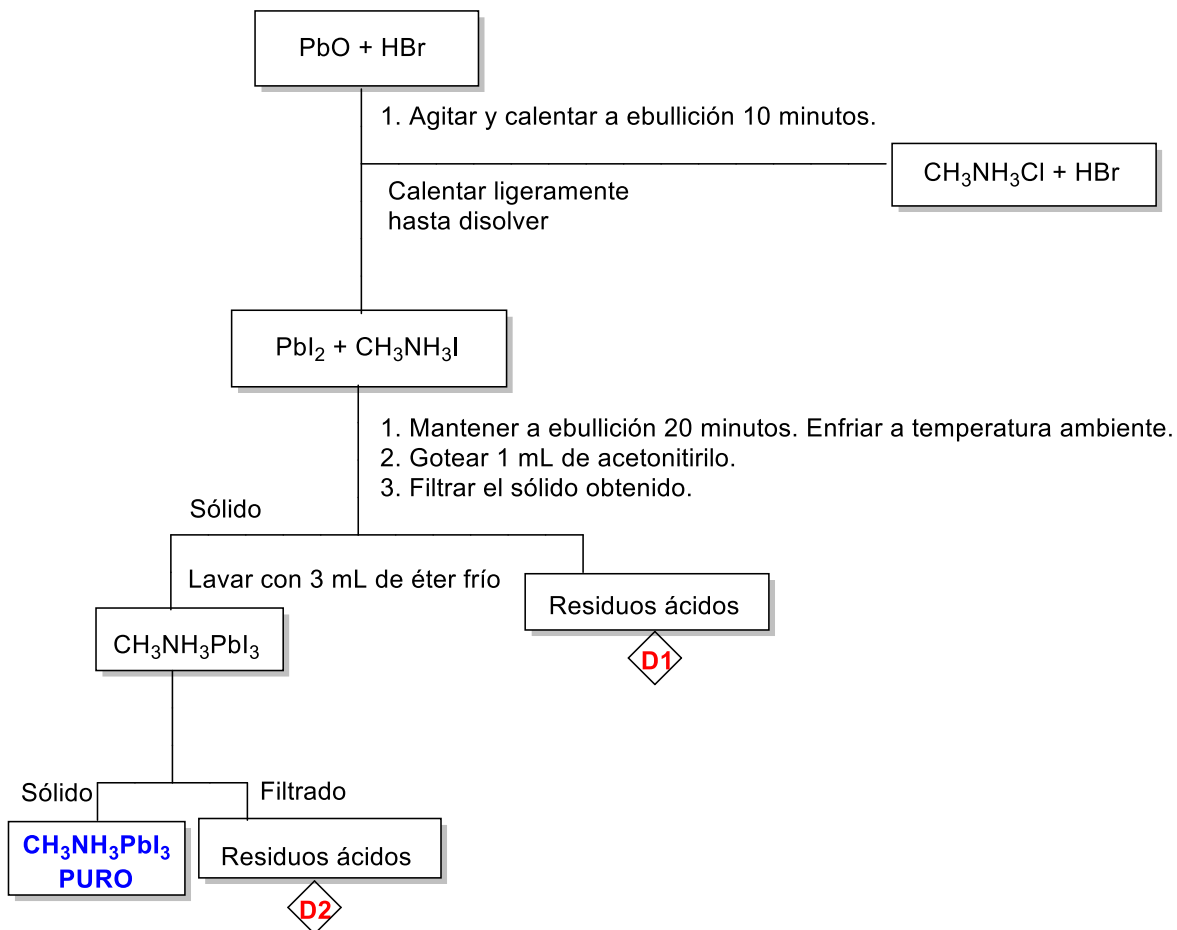 PbO + HBr
1. Agitar y calentar a ebullición 10 minutos.
CH₃NH₃Cl + HBr
Calentar ligeramente
hasta disolver
PbI₂ + CH₃NH₃I
1. Mantener a ebullición 20 minutos. Enfriar a temperatura ambiente.
2. Gotear 1 mL de acetonitirilo.
3. Filtrar el sólido obtenido.
Sólido
Lavar con 3 mL de éter frío
Residuos ácidos
D1
CH₃NH₃PbI₃
Sólido
Filtrado
CH₃NH₃PbI₃
PURO
Residuos ácidos
D2